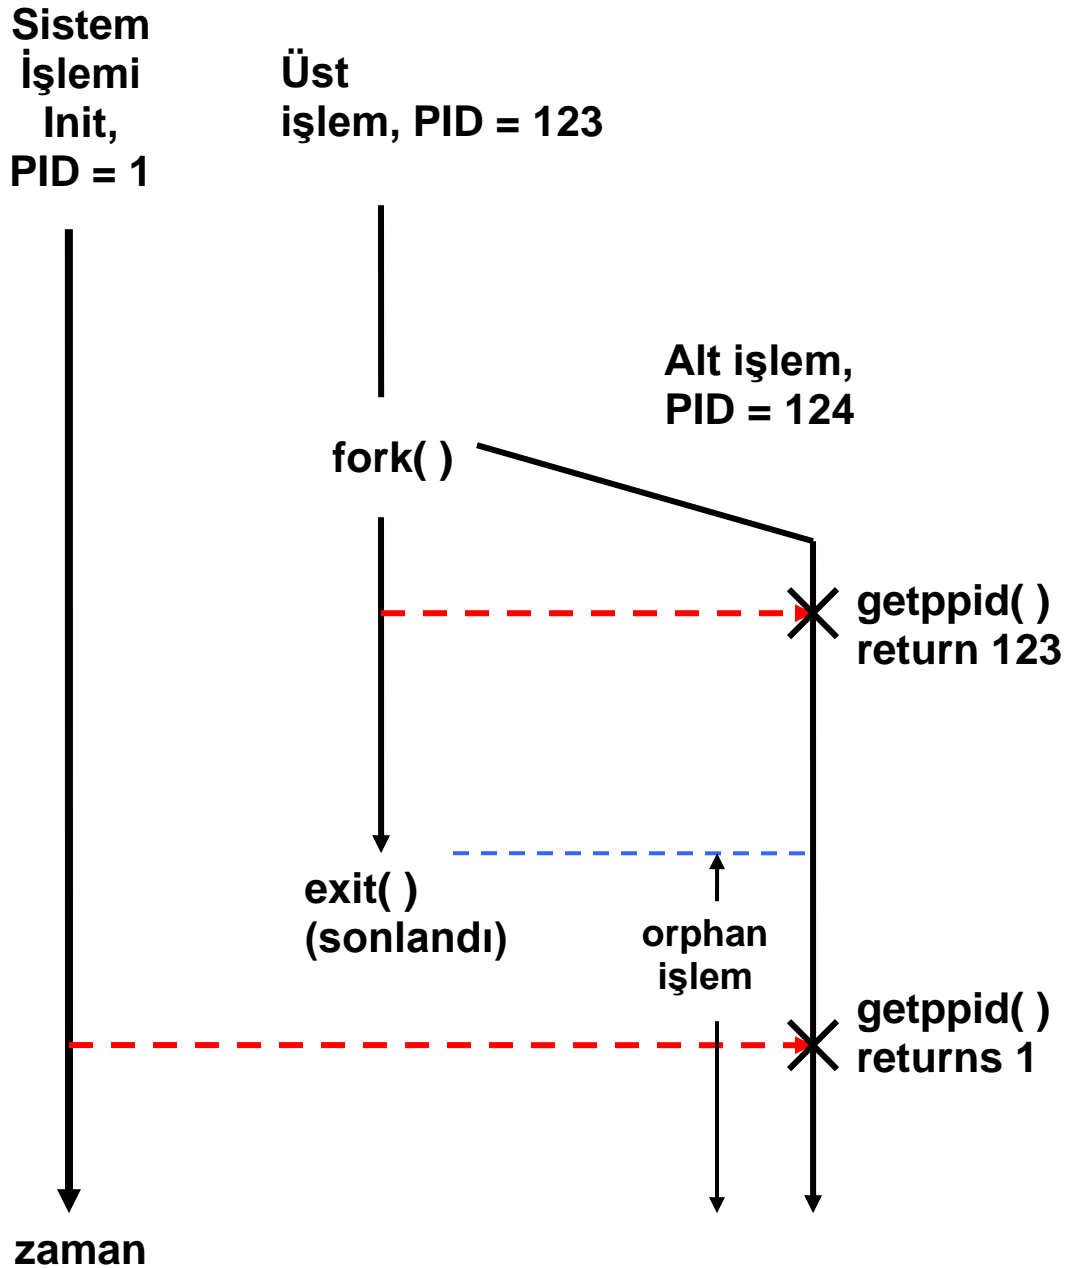 Sistem
İşlemi
Init,
PID = 1
Üst
işlem, PID = 123
Alt işlem,
PID = 124
fork( )
getppid( )
return 123
exit( )
(sonlandı)
orphan
işlem
getppid( )
returns 1
zaman